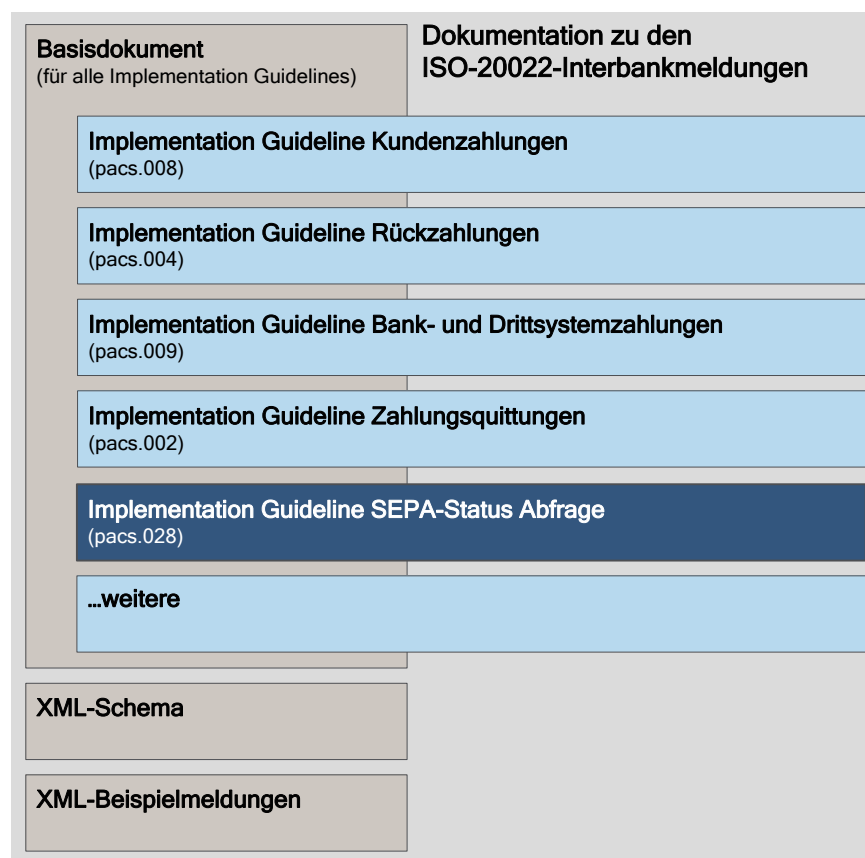 Basisdokument
(für alle Implementation Guidelines)
Dokumentation zu den
ISO-20022-Interbankmeldungen
Implementation Guideline Kundenzahlungen
(pacs.008)
Implementation Guideline Rückzahlungen
(pacs.004)
Implementation Guideline Bank- und Drittsystemzahlungen
(pacs.009)
Implementation Guideline Zahlungsquittungen
(pacs.002)
Implementation Guideline SEPA-Status Abfrage
(pacs.028)
…weitere
XML-Schema
XML-Beispielmeldungen